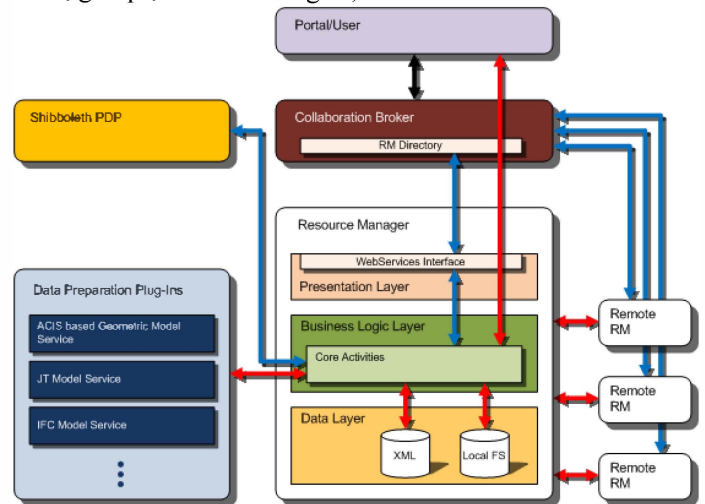 Portal/User
Shibboleth PDP
Collaboration Broker
RM Directory
Resource Manager
WebServices Interface
Presentation Layer
Data Preparation Plug-Ins
ACIS based Geometric Model
Service
JT Model Service
IFC Model Service
Business Logic Layer
Core Activities
Data Layer
XML
Local FS
Remote
RM
Remote
RM
Remote
RM